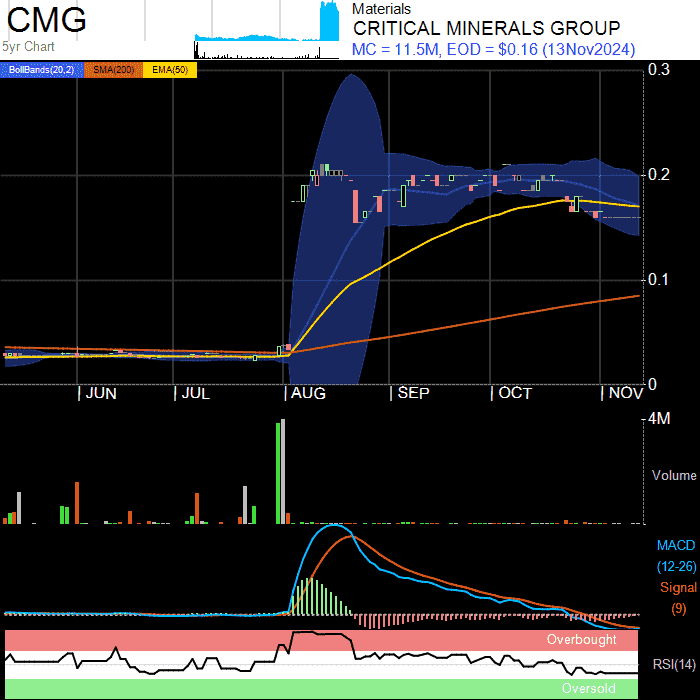 CMG
5yr Chart
Materials
CRITICAL MINERALS GROUP
MC = 11.5M, EOD = $0.16 (13Nov2024)
BollBands(20,2) SMA(200) EMA(50)
0.3
0.2
0.1
0
| JUN | JUL | AUG | SEP | OCT | NOV
4M
Volume
MACD
(12-26)
Signal
(9)
Overbought
RSI(14)
Oversold